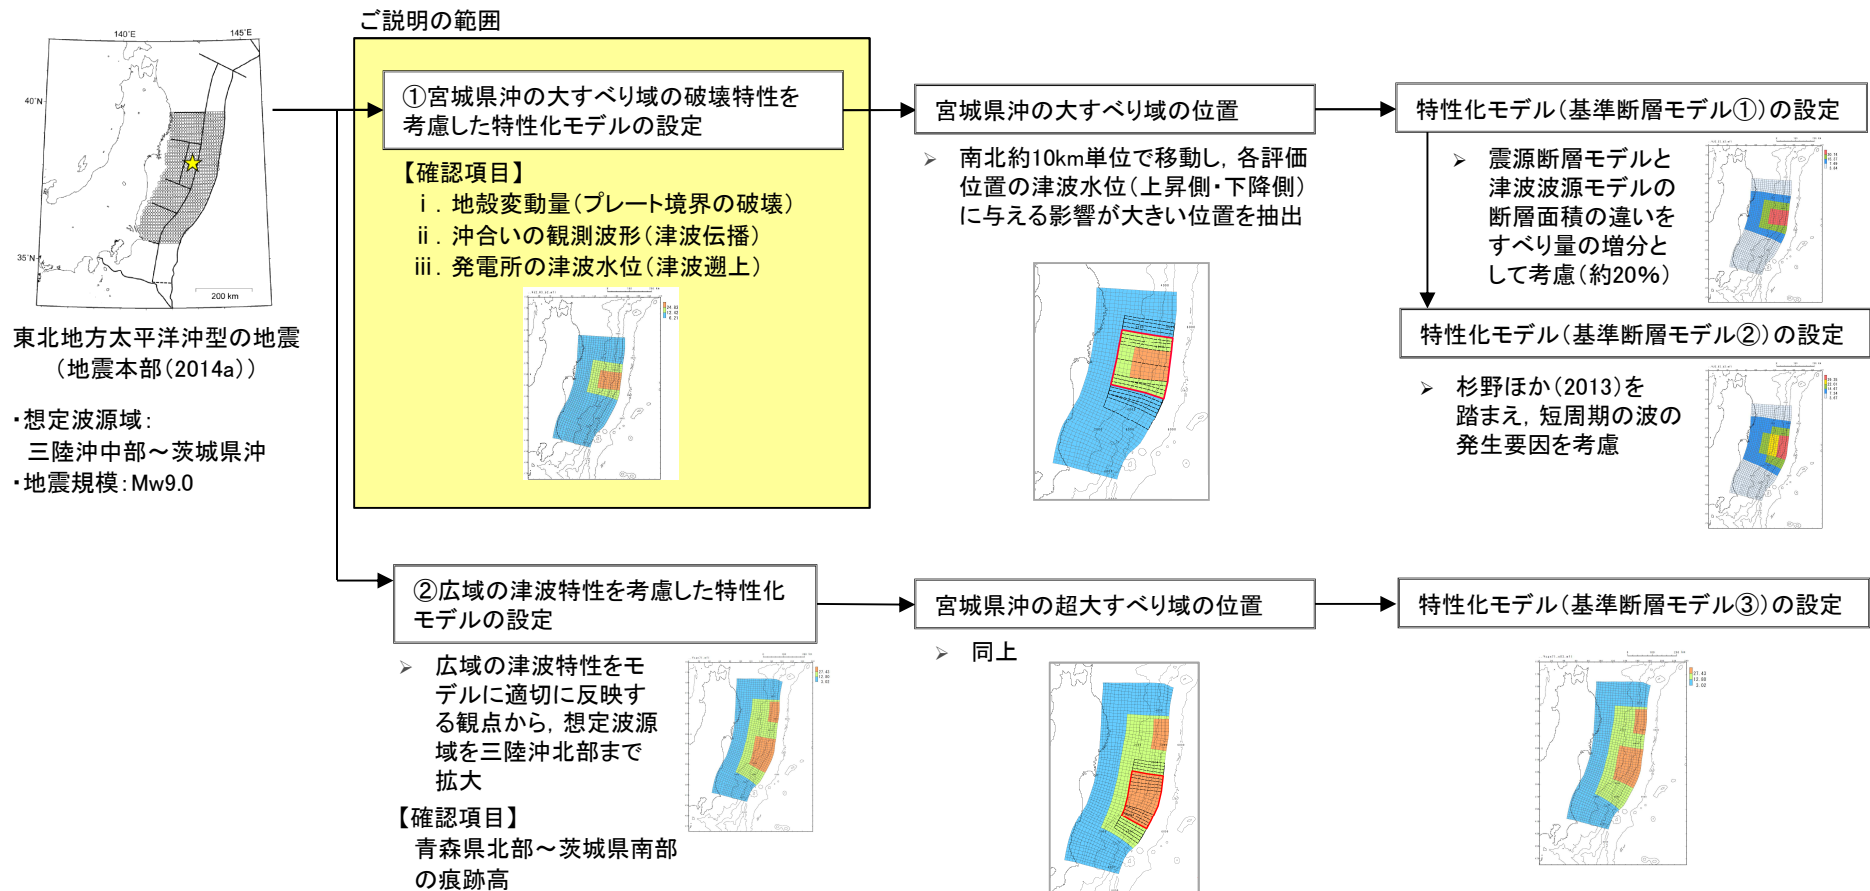 ご説明の範囲
140˚E
145˚E
40˚N
35˚N
200 km
東北地方太平洋沖型の地震
（地震本部（2014a））
・想定波源域：
三陸沖中部～茨城県沖
・地震規模：Mw9.0
①宮城県沖の大すべり域の破壊特性を
考慮した特性化モデルの設定
【確認項目】
ⅰ．地殻変動量（プレート境界の破壊）
ⅱ．沖合いの観測波形（津波伝播）
ⅲ．発電所の津波水位（津波遡上）
宮城県沖の大すべり域の位置
➢ 南北約10km単位で移動し，各評価
位置の津波水位（上昇側・下降側）
に与える影響が大きい位置を抽出
特性化モデル（基準断層モデル①）の設定
➢ 震源断層モデルと
津波波源モデルの
断層面積の違いを
すべり量の増分と
して考慮（約20％）
特性化モデル（基準断層モデル②）の設定
➢ 杉野ほか（2013）を
踏まえ，短周期の波の
発生要因を考慮
②広域の津波特性を考慮した特性化
モデルの設定
➢ 広域の津波特性をモ
デルに適切に反映す
る観点から，想定波源
域を三陸沖北部まで
拡大
【確認項目】
青森県北部～茨城県南部
の痕跡高
宮城県沖の超大すべり域の位置
➢ 同上
特性化モデル（基準断層モデル③）の設定